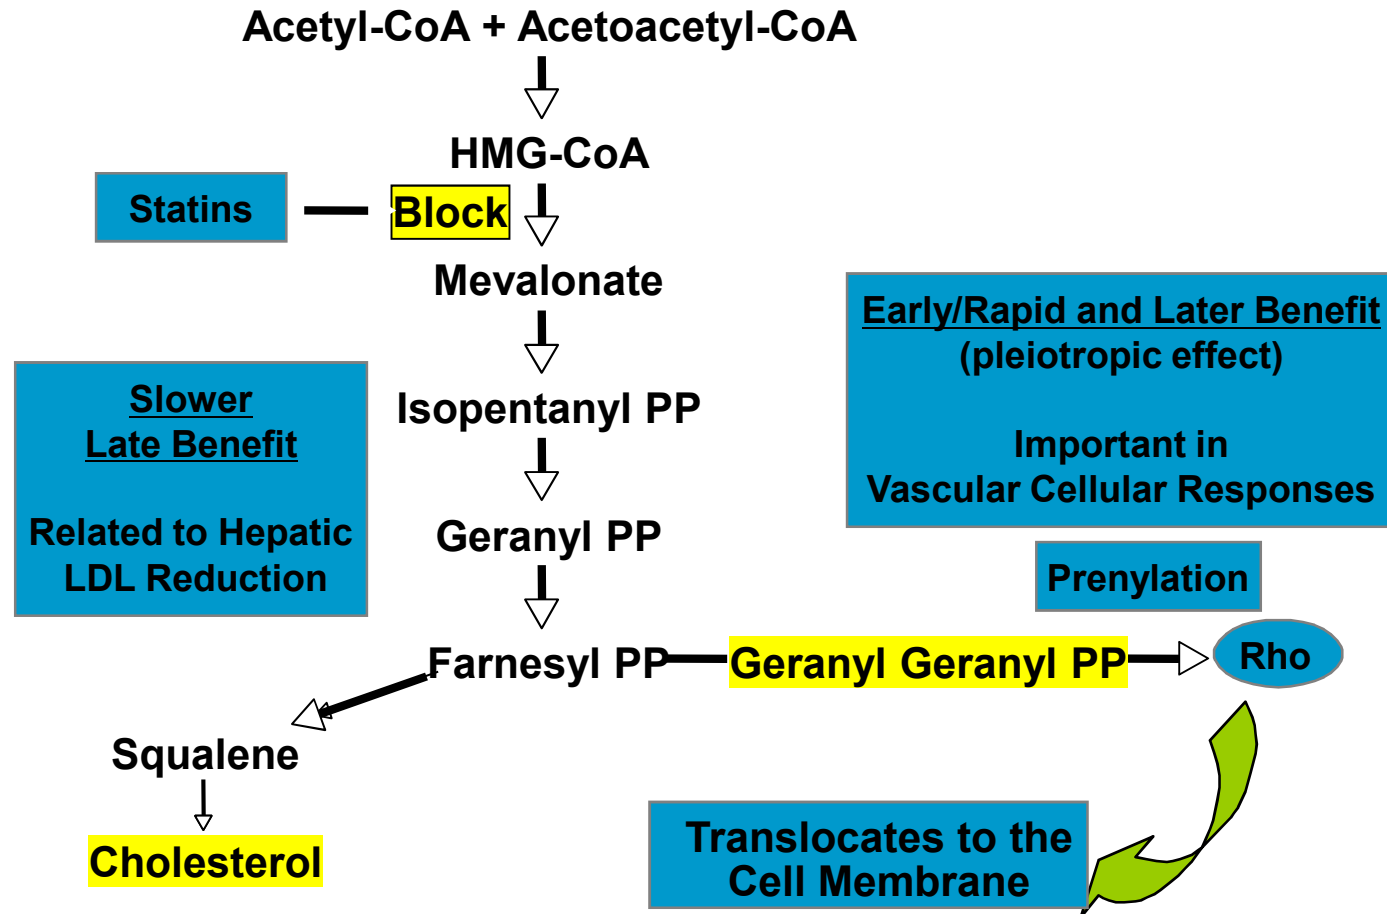 Acetyl-CoA + Acetoacetyl-CoA
HMG-CoA
Statins
Block
Mevalonate
Early/Rapid and Later Benefit
(pleiotropic effect)
Important in
Vascular Cellular Responses
Slower
Late Benefit
Related to Hepatic
LDL Reduction
Isopentanyl PP
Geranyl PP
Prenylation
Farnesyl PP
Geranyl Geranyl PP
Rho
Squalene
Cholesterol
Translocates to the
Cell Membrane